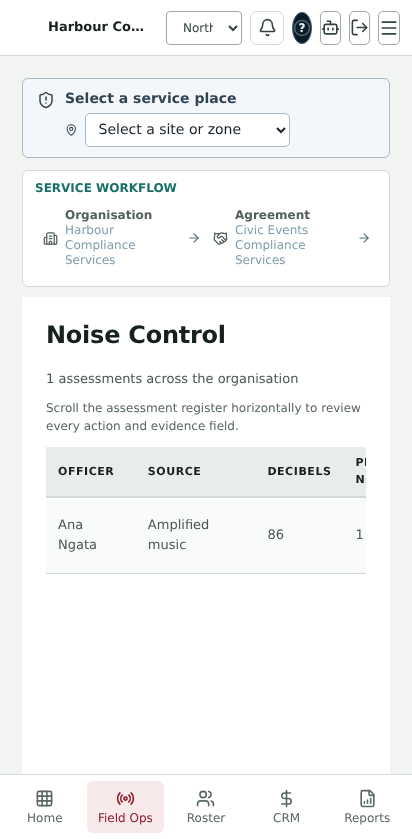 Harbour Co...
North
?
Select a service place
Select a site or zone
SERVICE WORKFLOW
Organisation
Harbour
Compliance
Services
Agreement
Civic Events
Compliance
Services
Noise Control
1 assessments across the organisation
Scroll the assessment register horizontally to review
every action and evidence field.
OFFICER
SOURCE
DECIBELS
Ana
Ngata
Amplified
music
86
1
Home
Field Ops
Roster
CRM
Reports